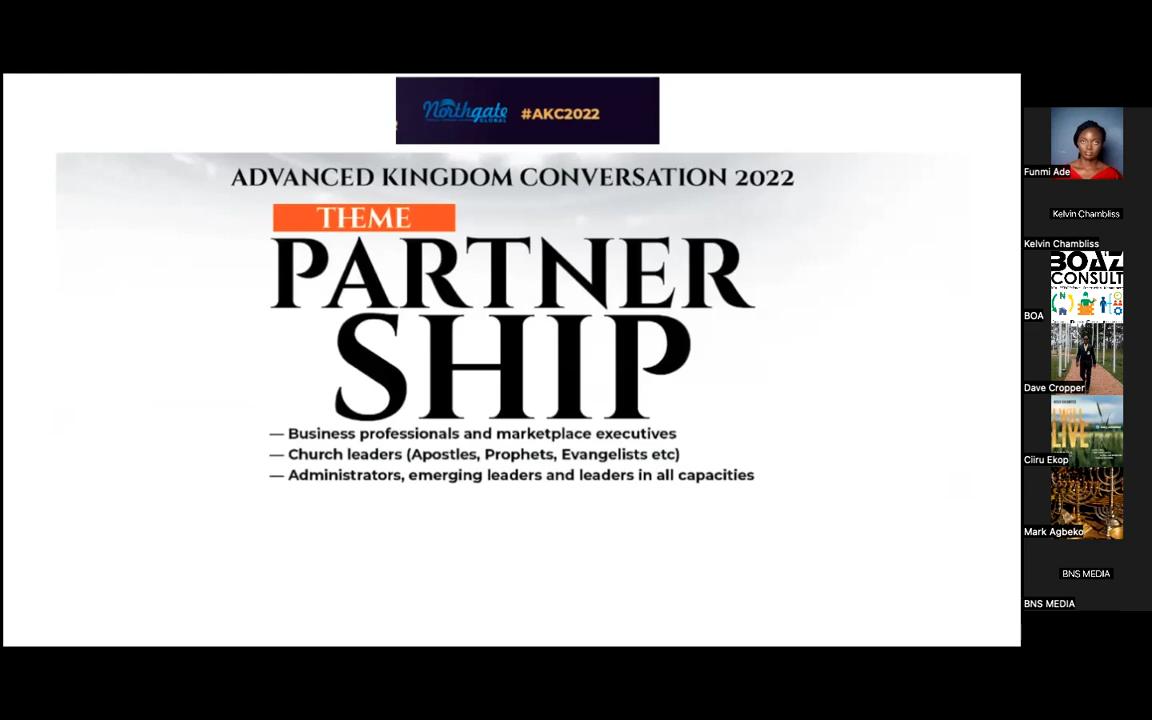 Northgate
GLOBAL
#AKC2022
ADVANCED KINGDOM CONVERSATION 2022
THEME
PARTNER
SHIP
— Business professionals and marketplace executives
— Church leaders (Apostles, Prophets, Evangelists etc)
— Administrators, emerging leaders and leaders in all capacities
Funmi Ade
Kelvin Chambliss
Kelvin Chambliss
BOAZ
CONSULT
BOA
Dave Cropper
LIVE
Ciiru Ekop
Mark Agbeko
BNS MEDIA
BNS MEDIA